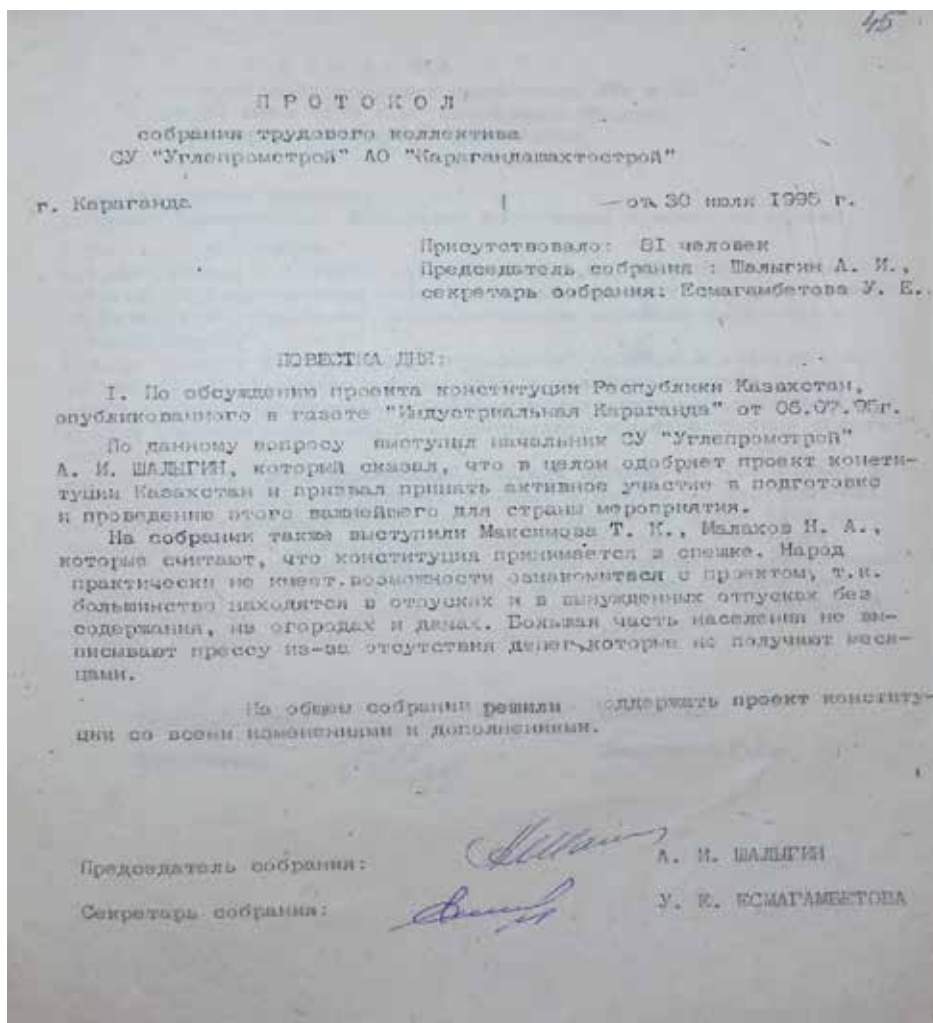 45
ПРОТОКОЛ
собрания трудового коллектива
СУ "Углепромстрой" АО "Карагандашахтострой"
г. Караганда — от 30 июля 1995 г.
Присутствовало: 81 человек
Председатель собрания : Шалыгин А. И.,
секретарь собрания: Есмагамбетова У. Е.
ПОВЕСТКА ДНЯ:
I. По обсуждению проекта конституции Республики Казахстан,
опубликованного в газете "Индустриальная Караганда" от 05.07.95г.
По данному вопросу выступил начальник СУ "Углепромстрой"
А. И. ШАЛЫГИН, который сказал, что в целом одобряет проект консти-
туции Казахстан и призвал принять активное участие в подготовке
и проведению этого важнейшего для страны мероприятия.
На собрании также выступили Максимова Т. К., Малахов Н. А.,
которые считают, что конституция принимается в спешке. Народ
практически не имеет возможности ознакомиться с проектом, т.к.
большинство находятся в отпусках и в вынужденных отпусках без
содержания, на огородах и дачах. Большая часть населения не вы-
писывают прессу из-за отсутствия денег, которые не получают меся-
цами.
На общем собрании решили поддержать проект конститу-
ции со всеми изменениями и дополнениями.
Председатель собрания: А. И. ШАЛЫГИН
Секретарь собрания: У. Е. ЕСМАГАМБЕТОВА